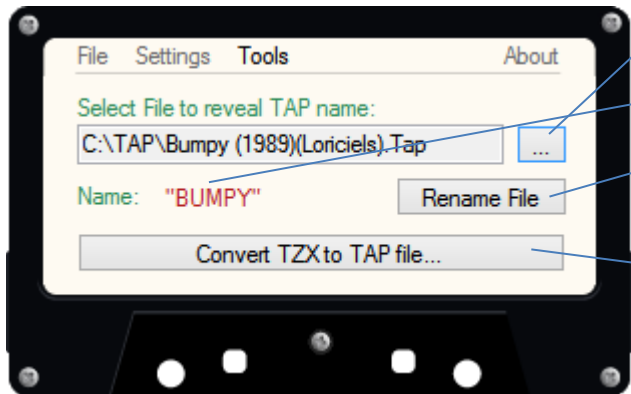 File Settings Tools About
Select File to reveal TAP name:
C:\TAP\Bumpy (1989)(Loriciels).Tap ...
Name: "BUMPY" Rename File
Convert TZX to TAP file...